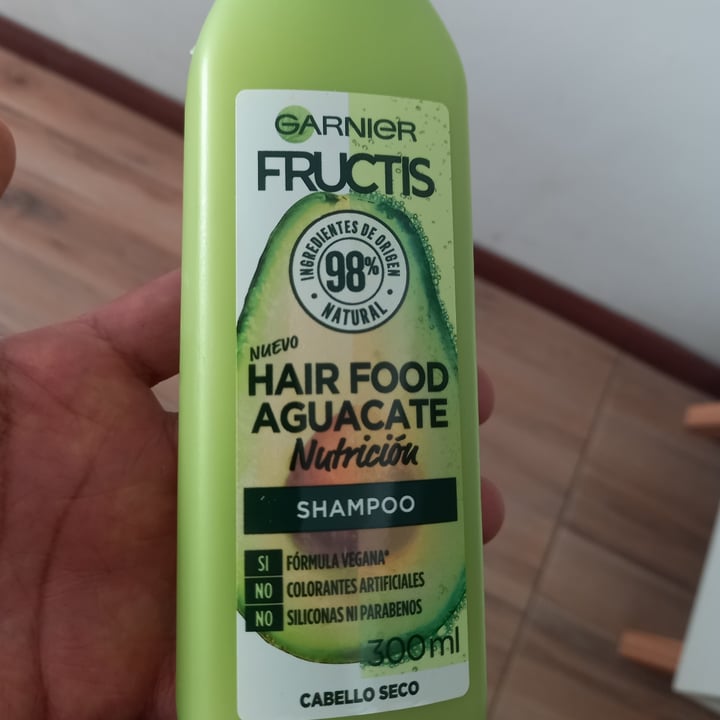 GARNIER
FRUCTIS
INGREDIENTES DE ORIGEN
98%
• NATURAL •
NUEVO
HAIR FOOD
AGUACATE
Nutrición
SHAMPOO
SI FÓRMULA VEGANA*
NO COLORANTES ARTIFICIALES
NO SILICONAS NI PARABENOS
300ml
CABELLO SECO